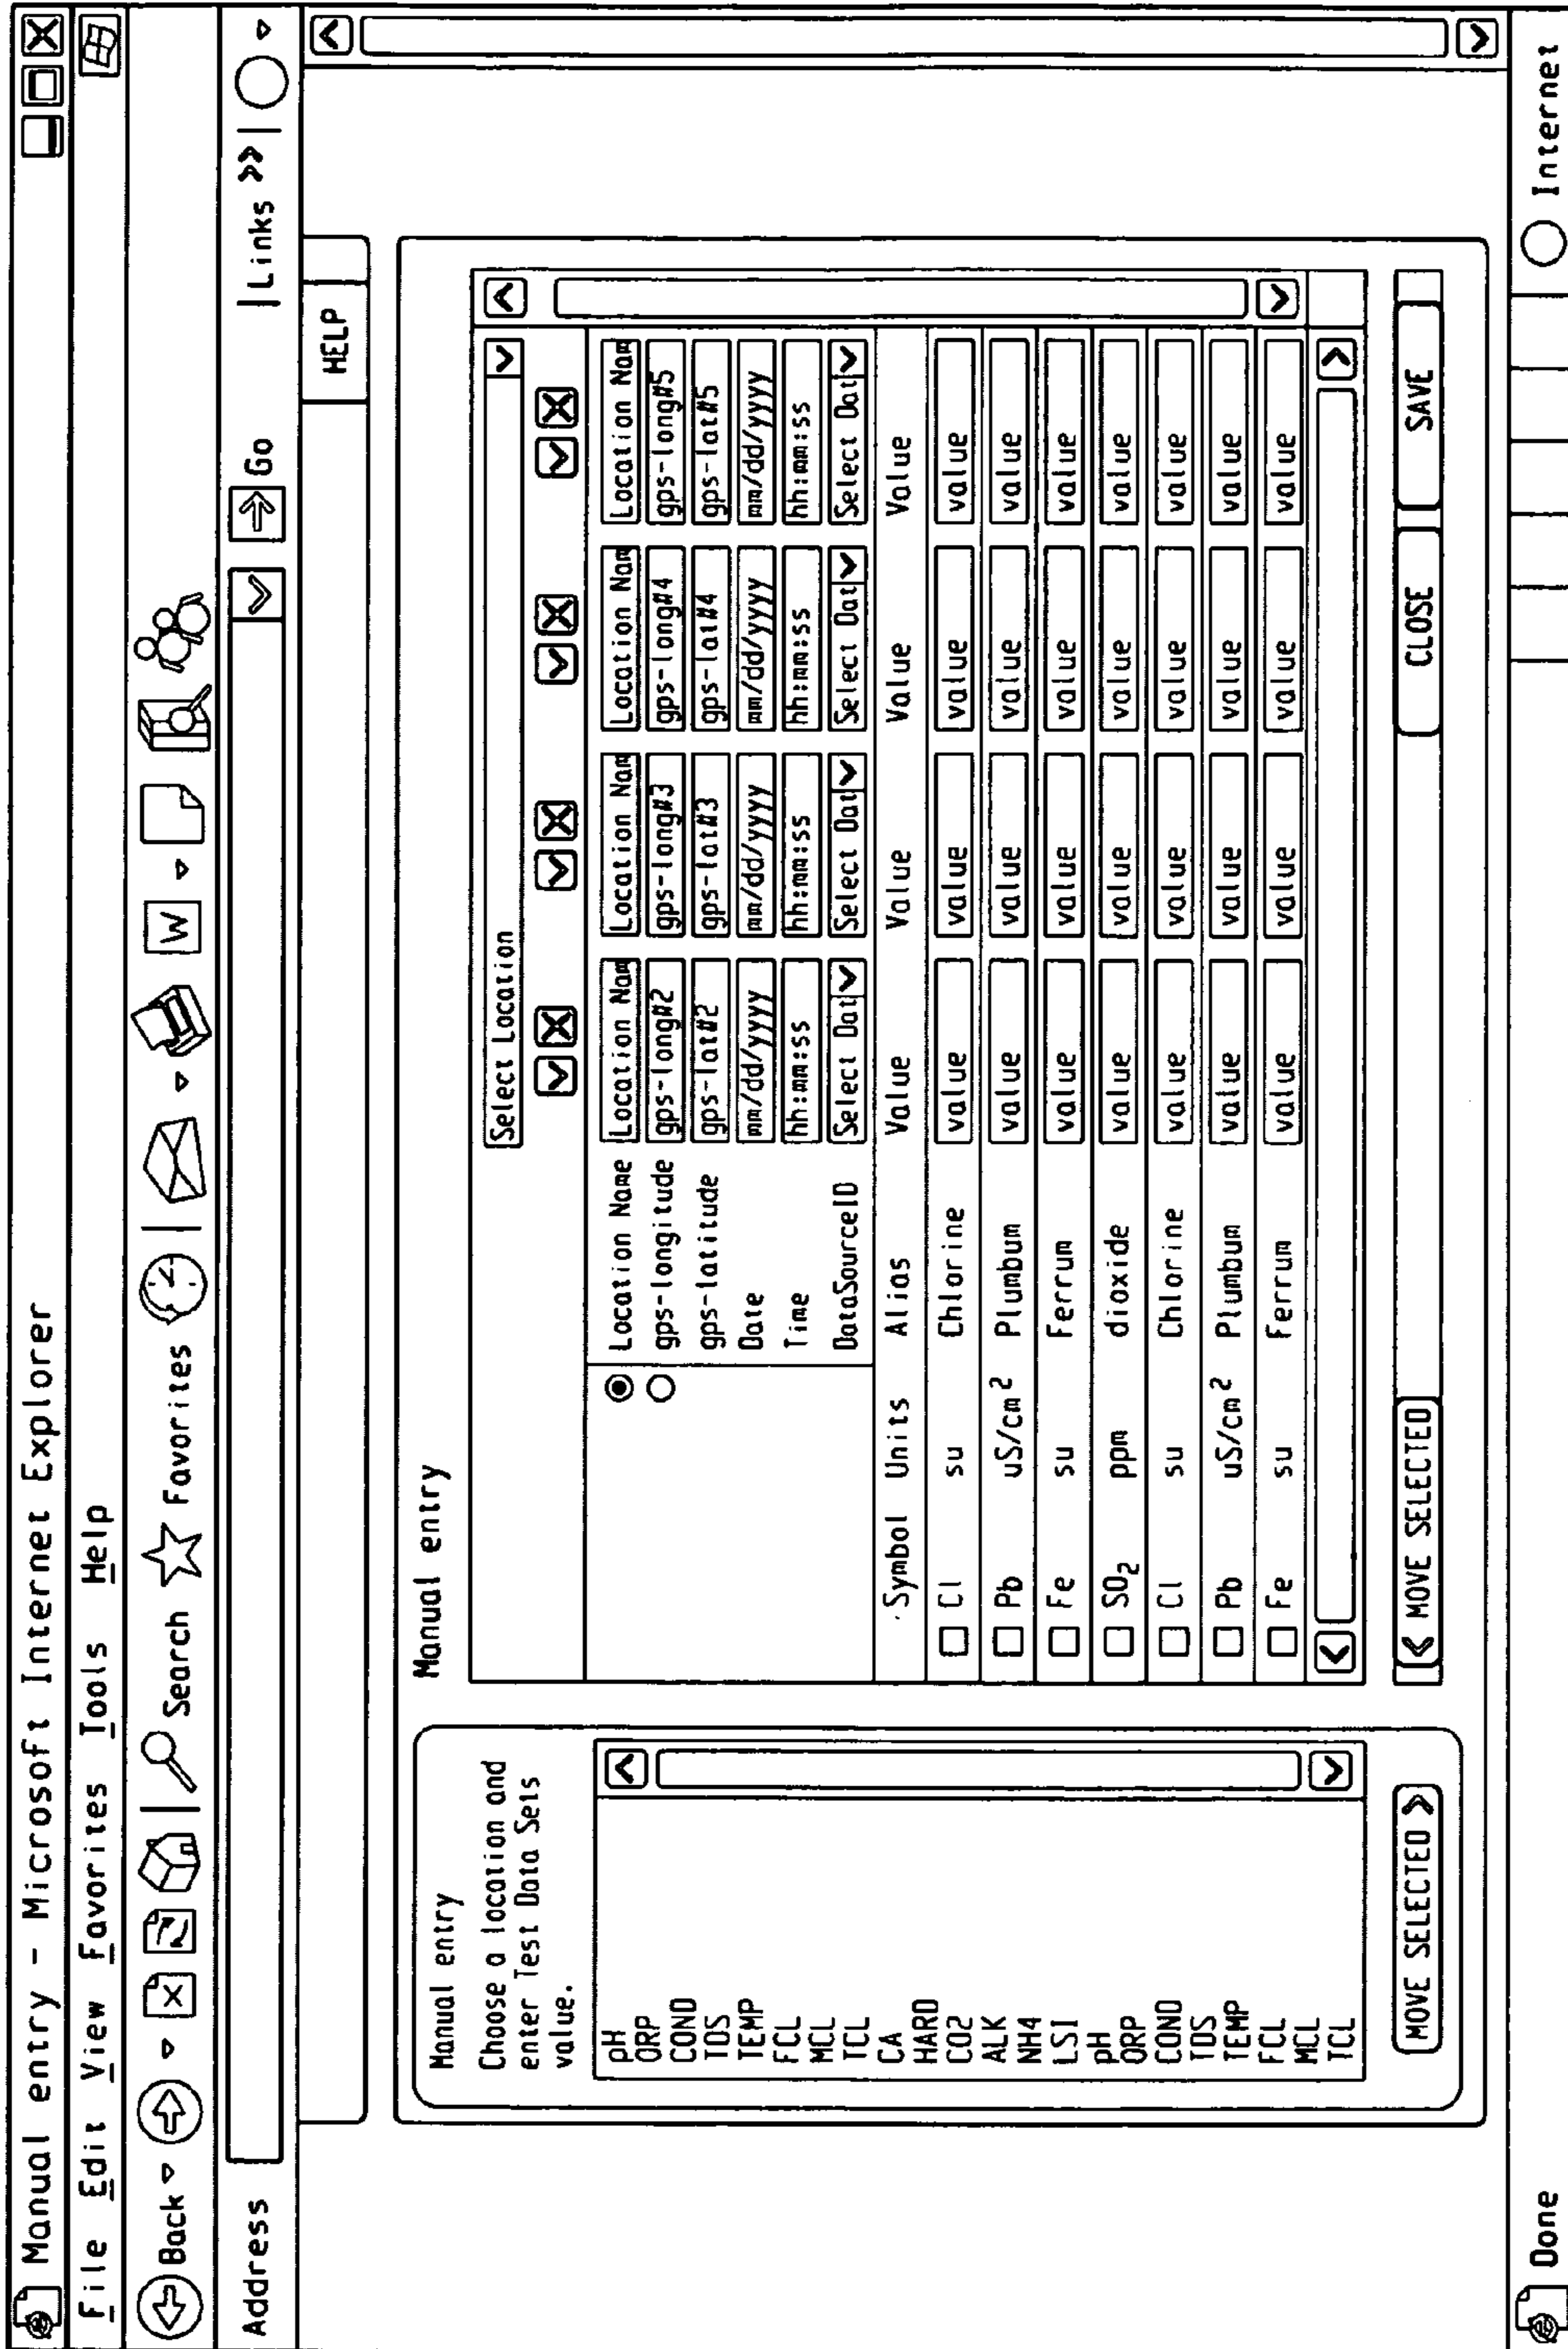 Manual entry - Microsoft Internet Explorer
File Edit View Favorites Tools Help
Back Search Favorites W
Address Go Links »
HELP
Manual entry
Choose a location and
enter Test Data Sets
value.
pH
ORP
COND
TDS
TEMP
FCL
MCL
TCL
CA
HARD
CO2
ALK
NH4
LSI
pH
ORP
COND
TDS
TEMP
FCL
MCL
TCL
MOVE SELECTED >
Manual entry
Select Location
Location Name Location Nam Location Nam Location Nam Location Nam
gps-longitude gps-long#2 gps-long#3 gps-long#4 gps-long#5
gps-latitude gps-lat#2 gps-lat#3 gps-lat#4 gps-lat#5
Date mm/dd/yyyy mm/dd/yyyy mm/dd/yyyy mm/dd/yyyy
Time hh:mm:ss hh:mm:ss hh:mm:ss hh:mm:ss
DataSourceID Select Dat Select Dat Select Dat Select Dat
Symbol Units Alias Value Value Value Value
Cl su Chlorine value value value value
Pb uS/cm² Plumbum value value value value
Fe su Ferrum value value value value
SO₂ ppm dioxide value value value value
Cl su Chlorine value value value value
Pb uS/cm² Plumbum value value value value
Fe su Ferrum value value value value
< MOVE SELECTED CLOSE SAVE
Done Internet